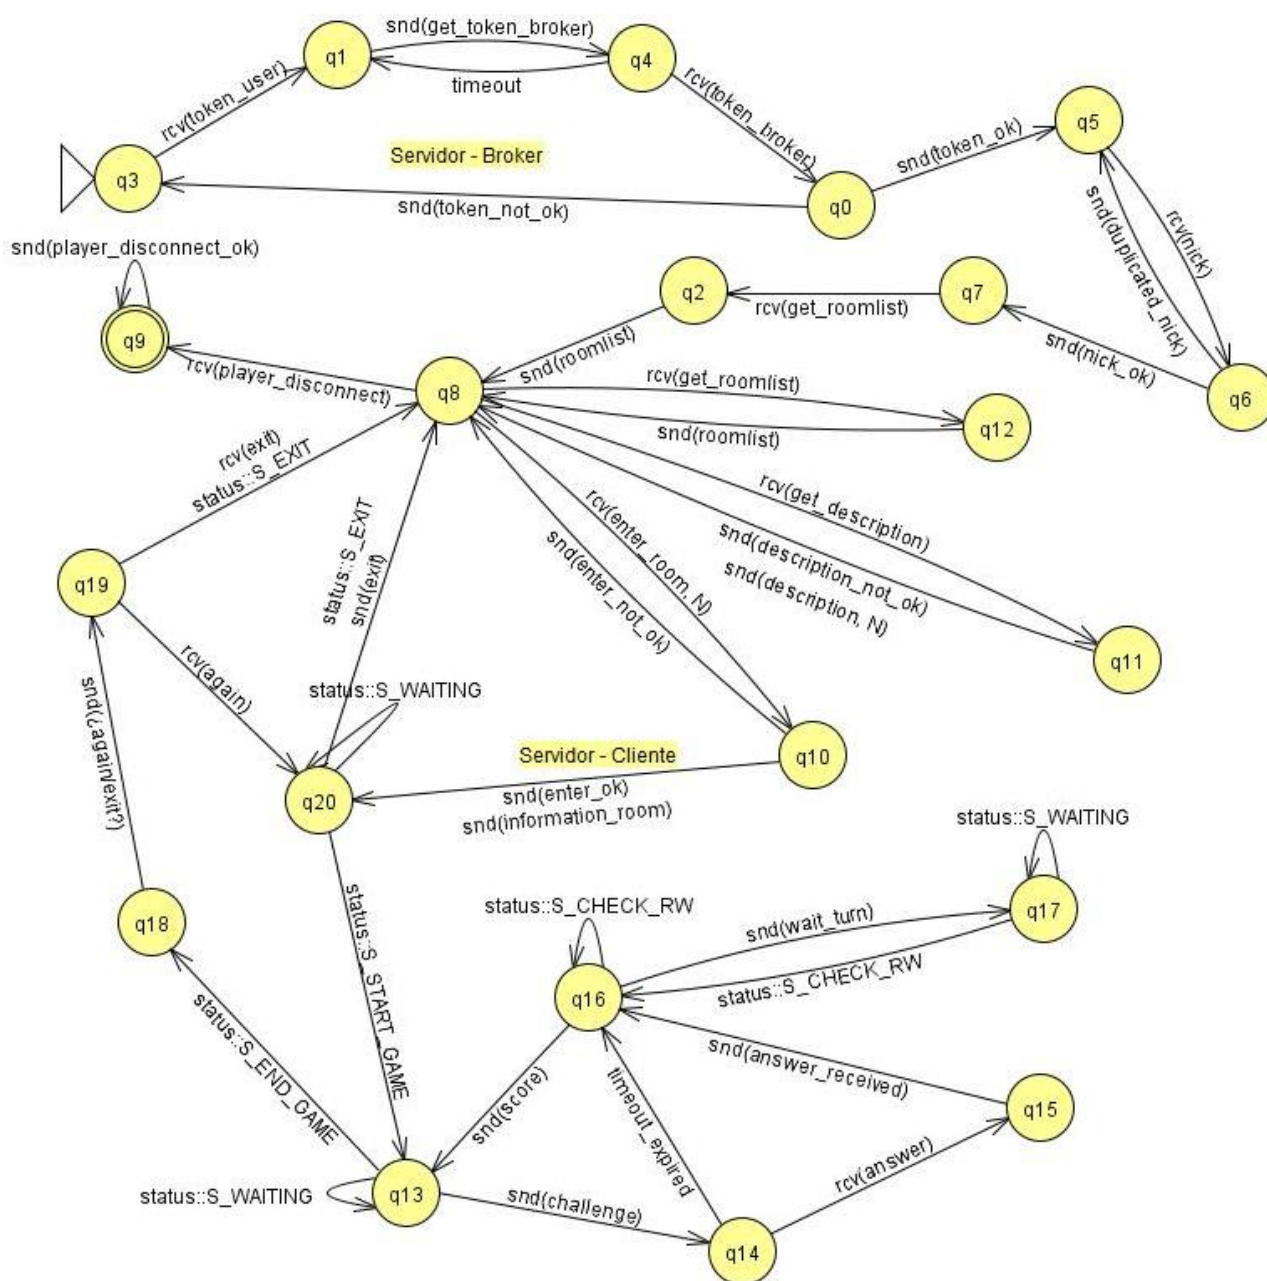 snd(get_token_broker)
q1
q4
timeout
rcv(token_user)
rcv(token_broker)
q5
snd(token_ok)
Servidor - Broker
q3
q0
snd(token_not_ok)
rcv(nick)
snd(duplicated_nick)
snd(player_disconnect_ok)
q2
q7
rcv(get_roomlist)
q9
snd(roomlist)
snd(nick_ok)
rcv(player_disconnect)
q8
rcv(get_roomlist)
q6
q12
snd(roomlist)
rcv(exit)
status::S_EXIT
rcv(get_description)
snd(description_not_ok)
snd(description, N)
rcv(enter_room, N)
snd(enter_not_ok)
status::S_EXIT
snd(exit)
q19
q11
rcv(again)
status::S_WAITING
snd(¿again/exit?)
Servidor - Cliente
q10
q20
snd(enter_ok)
snd(information_room)
status::S_WAITING
status::S_START_GAME
status::S_CHECK_RW
snd(wait_turn)
q17
q18
status::S_CHECK_RW
q16
status::S_END_GAME
snd(answer_received)
snd(score)
timeout_expired
q15
rcv(answer)
status::S_WAITING
q13
snd(challenge)
q14